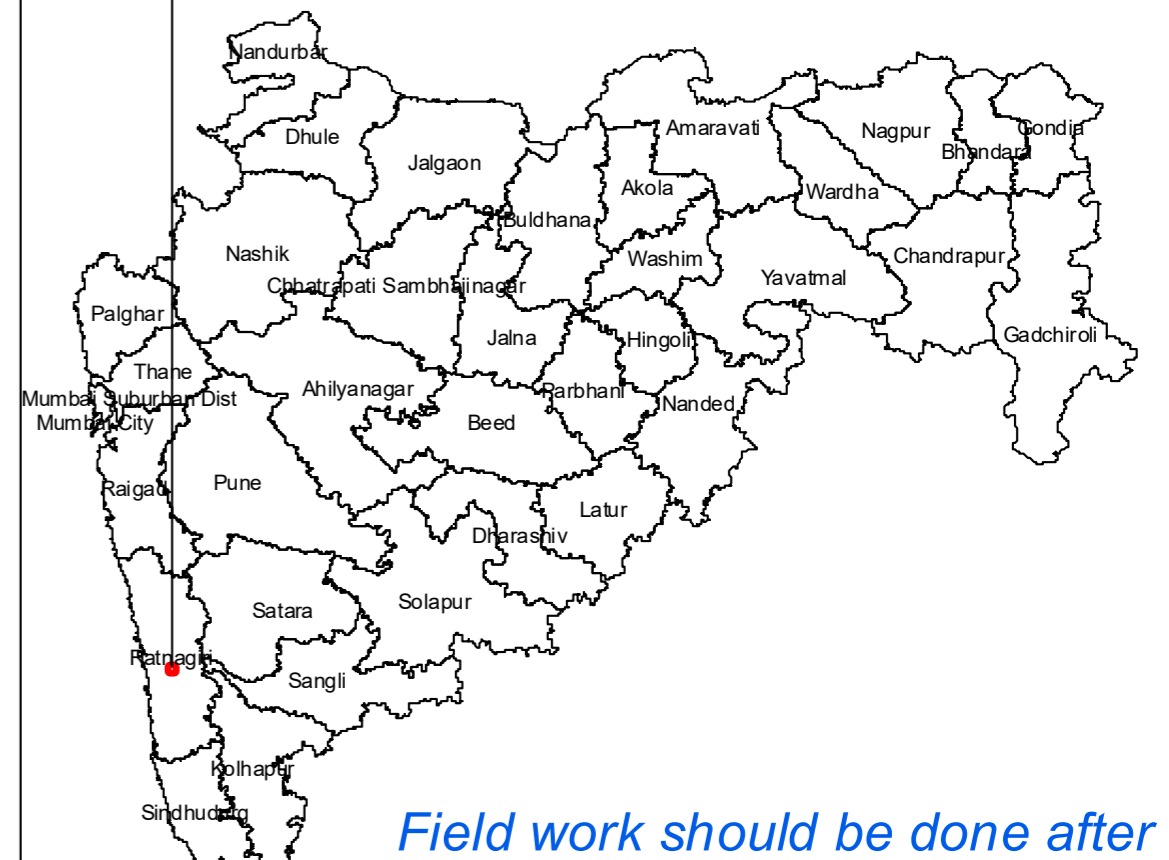 Nandurbar
Dhule
Jalgaon
Amaravati
Nagpur
Gondia
Bhandara
Akola
Wardha
Buldhana
Nashik
Washim
Chandrapur
Yavatmal
Chhatrapati Sambhajinagar
Palghar
Jalna
Hingoli
Gadchiroli
Thane
Ahilyanagar
Parbhani
Mumbai Suburban Dist
Nanded
Mumbai City
Beed
Raigad
Pune
Latur
Dharashiv
Satara
Solapur
Ratnagiri
Sangli
Kolhapur
Sindhudurg
Field work should be done after